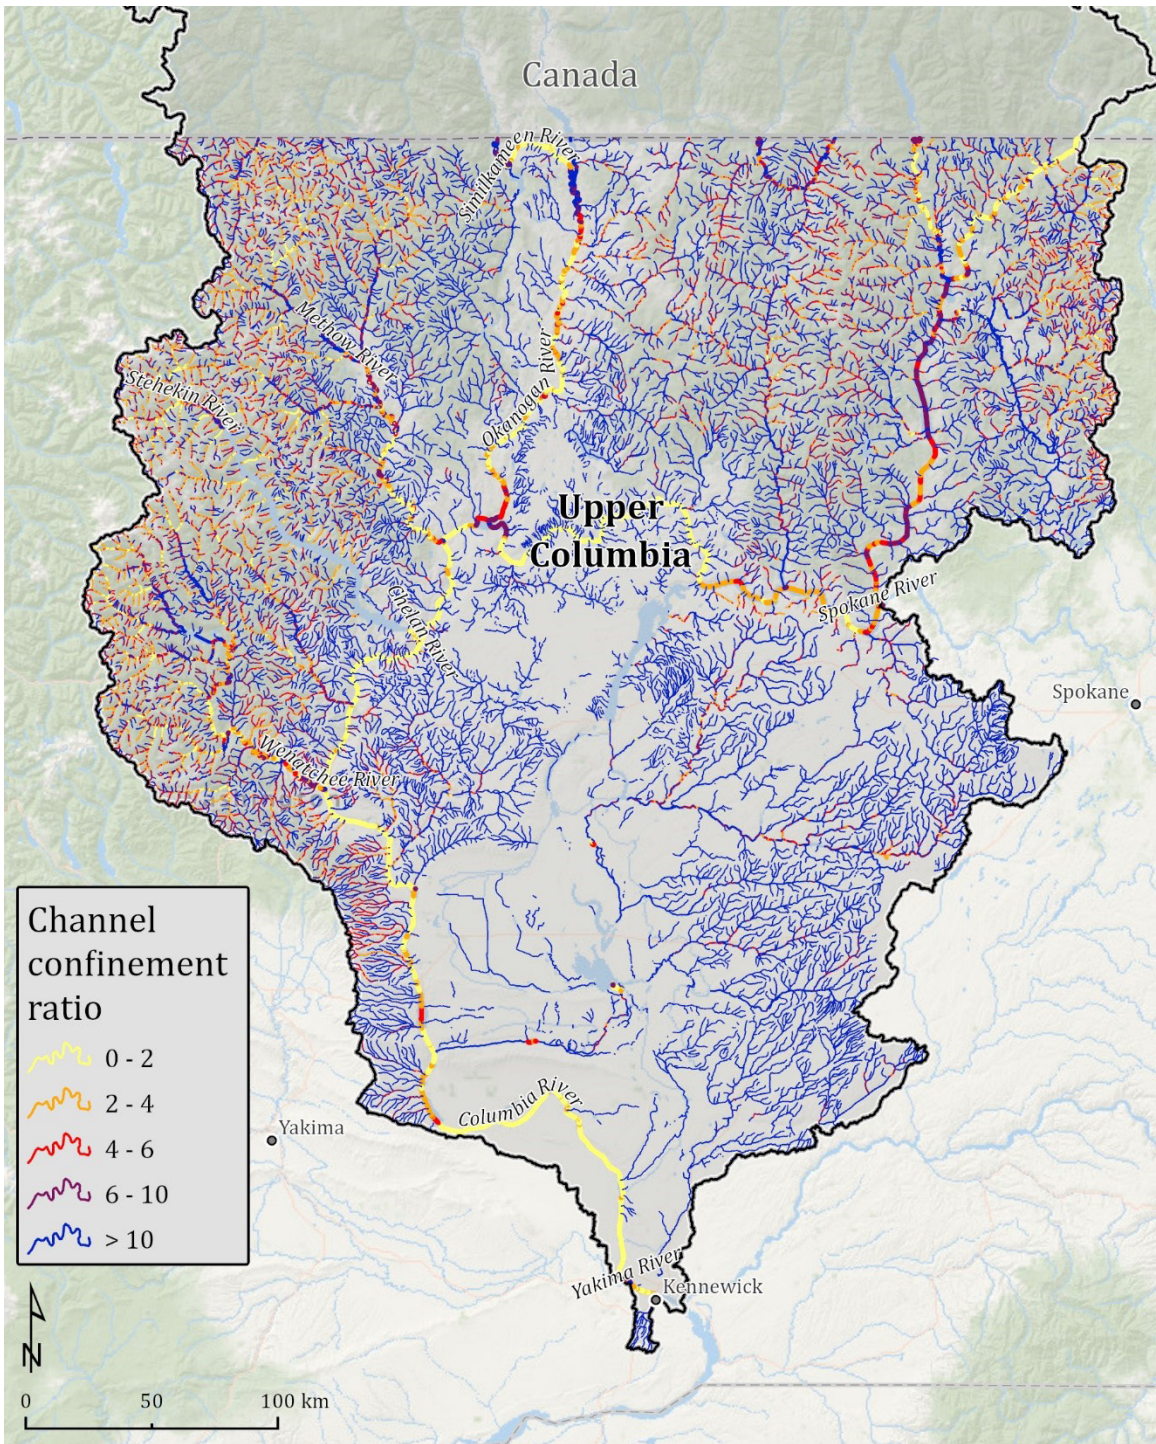 Canada
Similkameen River
Methow River
Stehekin River
Okanogan River
Upper
Columbia
Chelan River
Spokane River
Spokane
Wenatchee River
Channel
confinement
ratio
0 - 2
2 - 4
4 - 6
6 - 10
> 10
Columbia River
Yakima
Yakima River
Kennewick
N
0 50 100 km